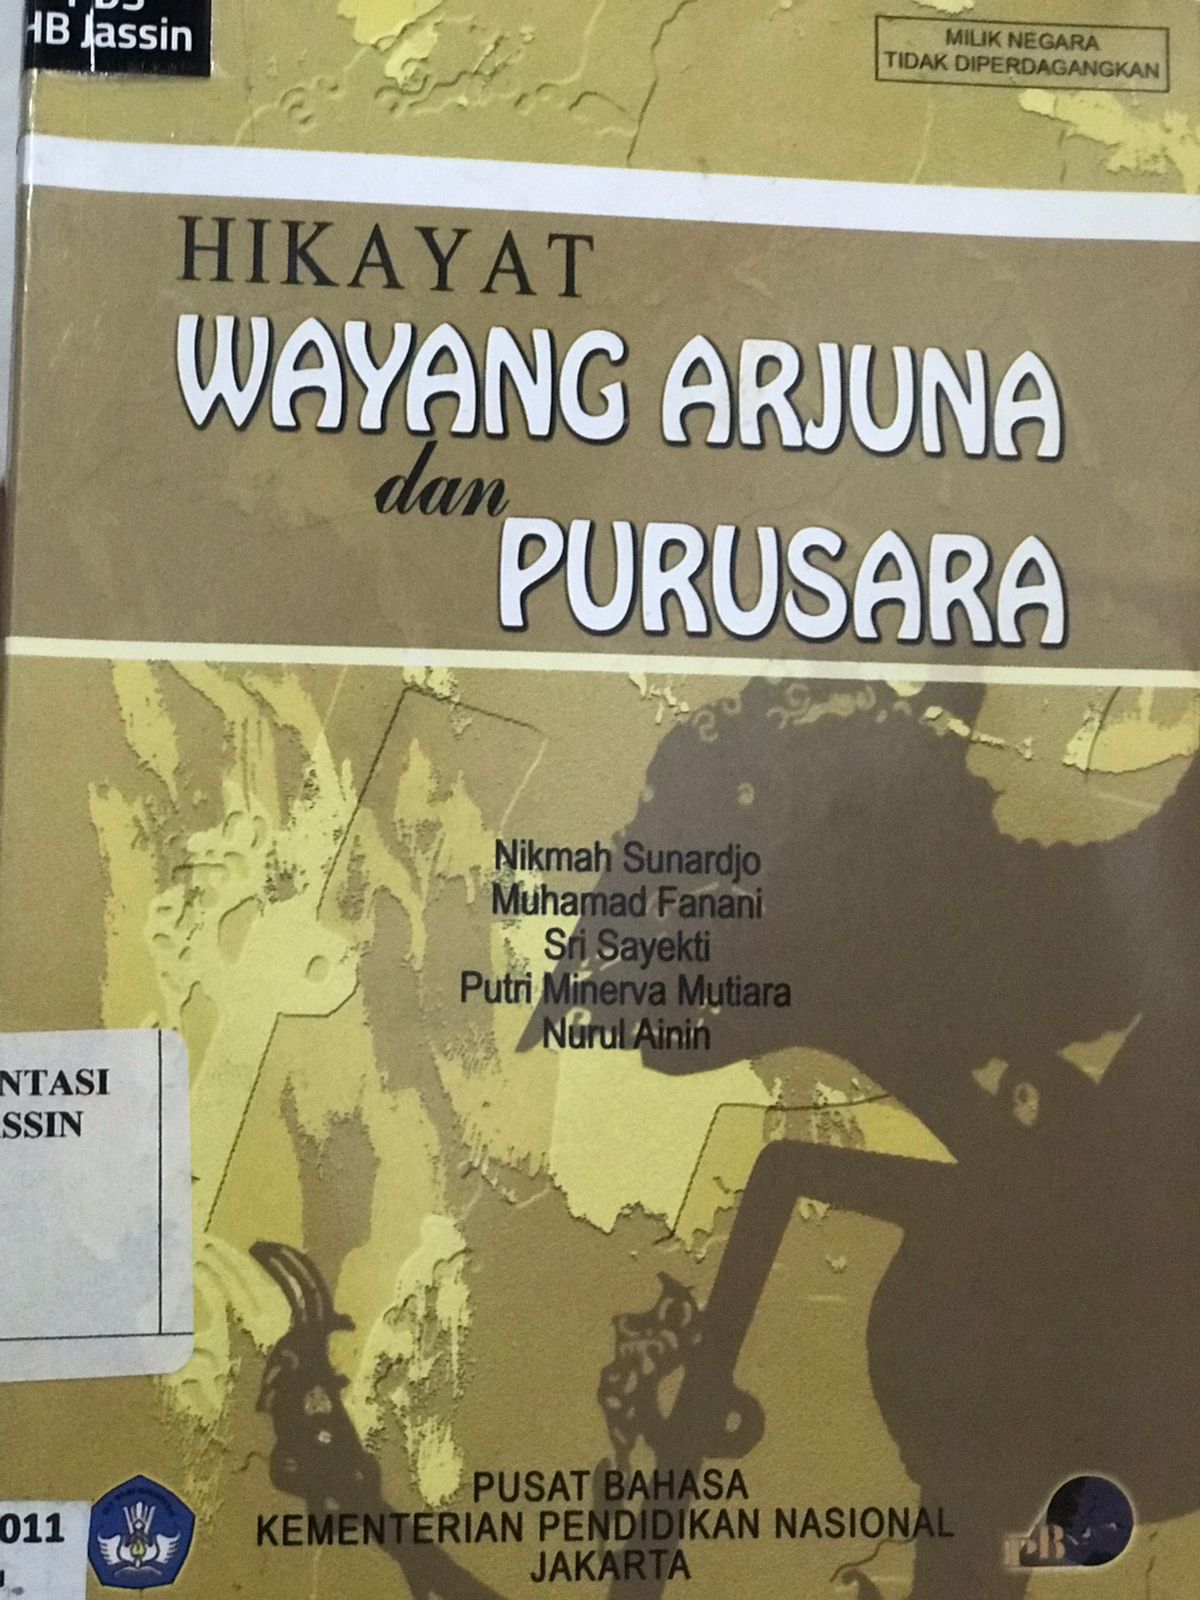 HB Jassin
MILIK NEGARA
TIDAK DIPERDAGANGKAN
HIKAYAT
WAYANG ARJUNA
dan
PURUSARA
Nikmah Sunardjo
Muhamad Fanani
Sri Sayekti
Putri Minerva Mutiara
Nurul Ainin
NTASI
SSIN
PUSAT BAHASA
KEMENTERIAN PENDIDIKAN NASIONAL
JAKARTA
011
PB